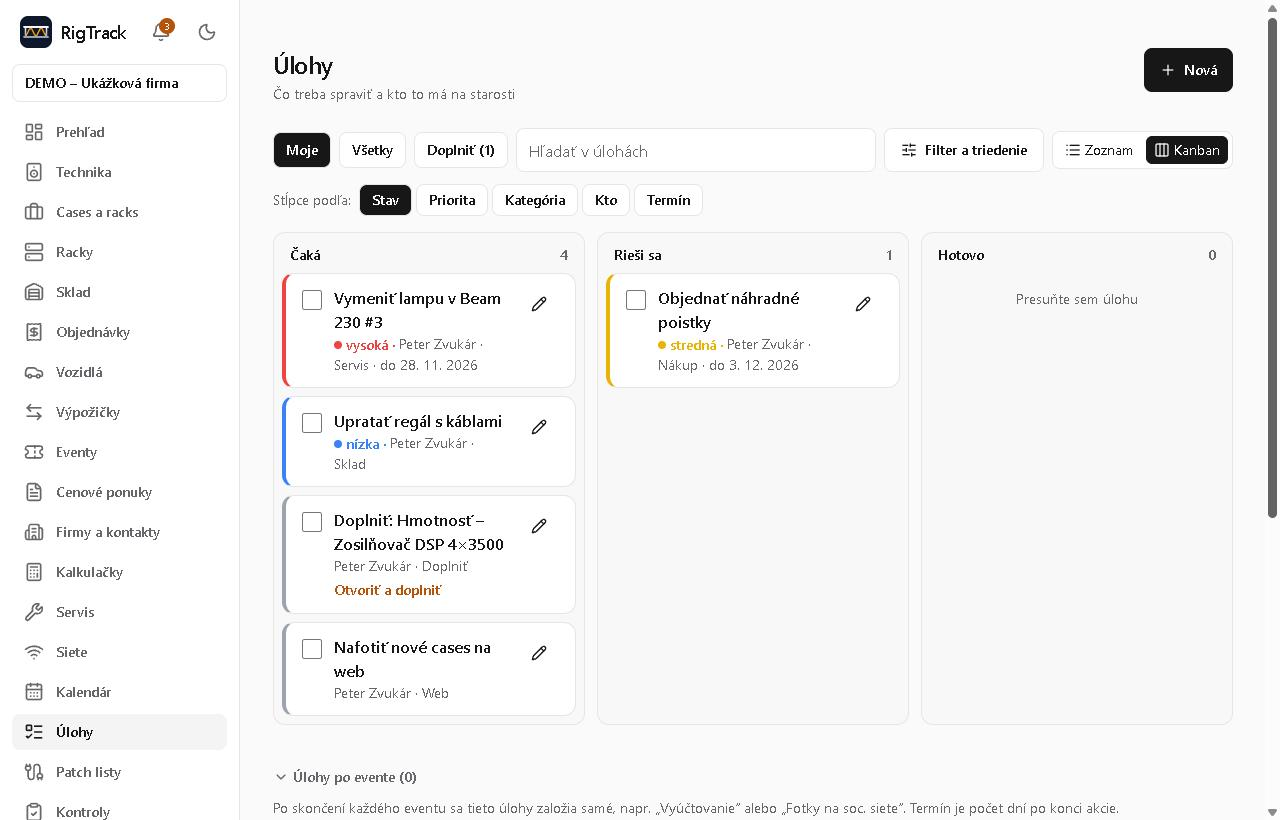 RigTrack
3
DEMO – Ukážková firma
Prehľad
Technika
Cases a racks
Racky
Sklad
Objednávky
Vozidlá
Výpožičky
Eventy
Cenové ponuky
Firmy a kontakty
Kalkulačky
Servis
Siete
Kalendár
Úlohy
Patch listy
Kontroly
Úlohy
Čo treba spraviť a kto to má na starosti
Nová
Moje
Všetky
Doplniť (1)
Hľadať v úlohách
Filter a triedenie
Zoznam
Kanban
Stĺpce podľa:
Stav
Priorita
Kategória
Kto
Termín
Čaká
4
Vymeniť lampu v Beam
230 #3
vysoká · Peter Zvukár ·
Servis · do 28. 11. 2026
Upratať regál s káblami
nízka · Peter Zvukár ·
Sklad
Doplniť: Hmotnosť –
Zosilňovač DSP 4×3500
Peter Zvukár · Doplniť
Otvoriť a doplniť
Nafotiť nové cases na
web
Peter Zvukár · Web
Rieši sa
1
Objednať náhradné
poistky
stredná · Peter Zvukár ·
Nákup · do 3. 12. 2026
Hotovo
0
Presuňte sem úlohu
Úlohy po evente (0)
Po skončení každého eventu sa tieto úlohy založia samé, napr. „Vyúčtovanie“ alebo „Fotky na soc. siete“. Termín je počet dní po konci akcie.